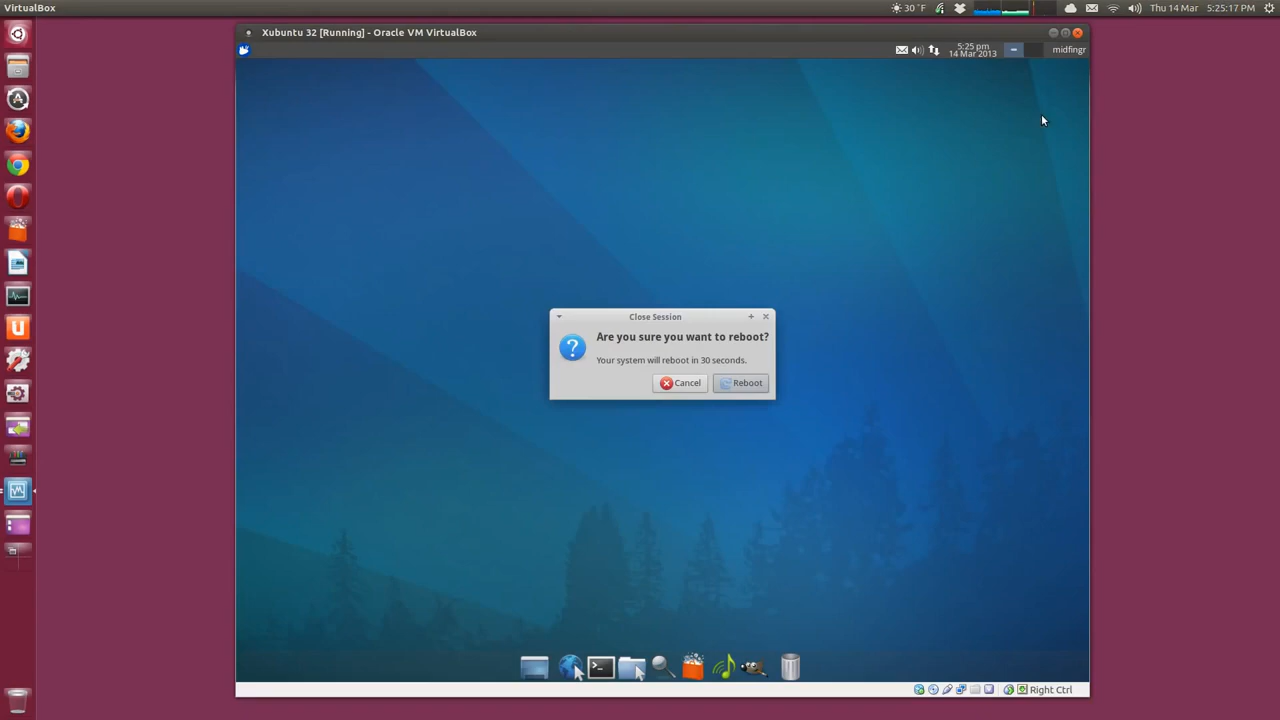 VirtualBox
30 °F
Thu 14 Mar
5:25:17 PM
Xubuntu 32 [Running] - Oracle VM VirtualBox
5:25 pm
14 Mar 2013
midfingr
Close Session
Are you sure you want to reboot?
Your system will reboot in 30 seconds.
Cancel
Reboot
Right Ctrl